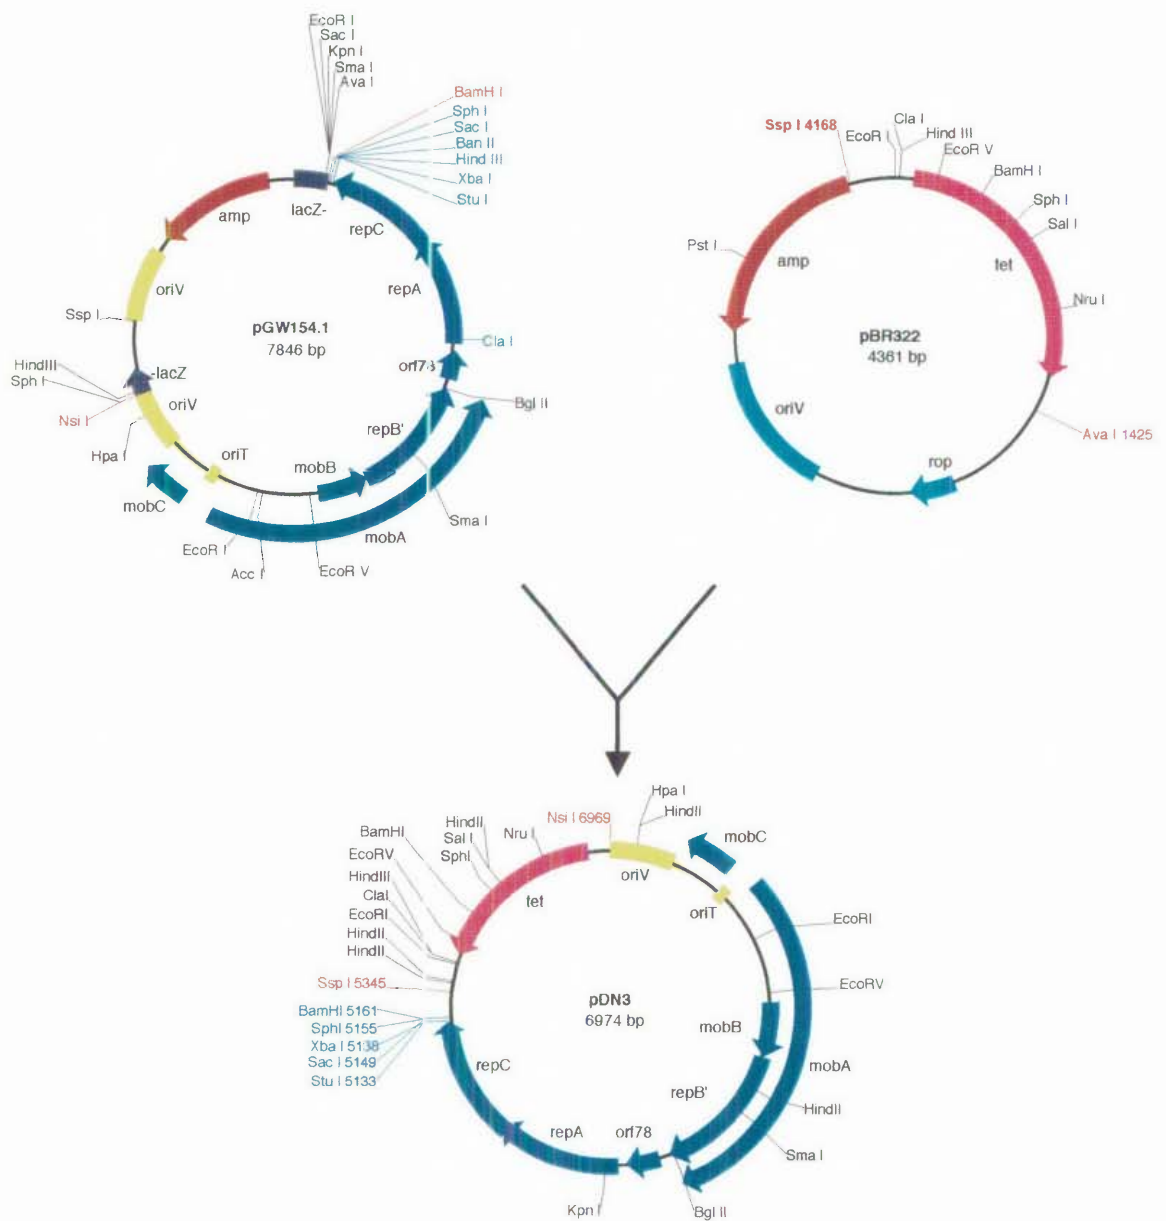 EcoR I
Sac I
Kpn I
Sma I
Ava I
BamH I
Sph I
Sac I
Ban II
Hind III
Xba I
Stu I
amp
lacZ-
repC
oriV
repA
Ssp I
pGW154.1
7846 bp
Cla I
HindIII
-lacZ
orf78
Sph I
oriV
Bgl II
Nsi I
repB'
Hpa I
oriT
mobB
mobC
Sma I
mobA
EcoR I
Acc I
EcoR V
Ssp I 4168
Cla I
EcoR I
Hind III
EcoR V
BamH I
Sph I
Sal I
Pst I
amp
tet
Nru I
pBR322
4361 bp
oriV
Ava I 1425
rop
Hpa I
Nsi I 6969
HindII
HindII
BamHI
Sal I
Nru I
mobC
EcoRV
SphI
oriV
HindIII
tet
ClaI
oriT
EcoRI
EcoRI
HindII
HindII
Ssp I 5345
EcoRV
pDN3
BamHI 5161
6974 bp
SphI 5155
mobB
Xba I 5138
repC
mobA
Sac I 5149
Stu I 5133
repB'
HindII
repA
orf78
Sma I
Kpn I
Bgl II